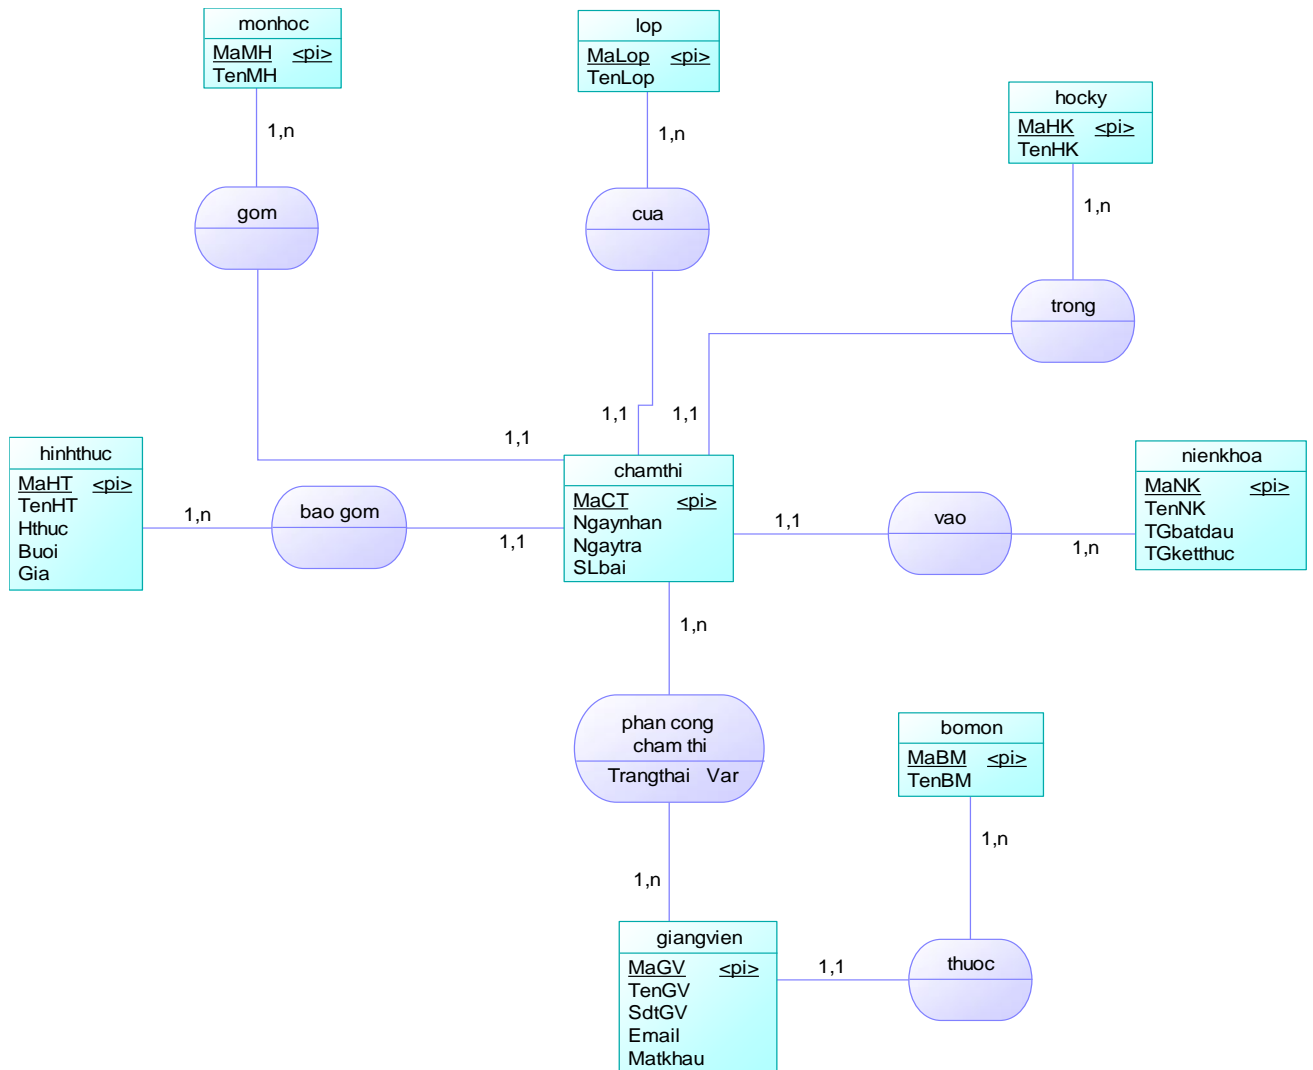 monhoc
MaMH <pi>
TenMH
1,n
gom
1,1
lop
MaLop <pi>
TenLop
1,n
cua
1,1
hocky
MaHK <pi>
TenHK
1,n
trong
1,1
hinhthuc
MaHT <pi>
TenHT
Hthuc
Buoi
Gia
1,n
bao gom
1,1
chamthi
MaCT <pi>
Ngaynhan
Ngaytra
SLbai
1,1
vao
1,n
nienkhoa
MaNK <pi>
TenNK
TGbatdau
TGketthuc
1,n
phan cong
cham thi
Trangthai Var
1,n
bomon
MaBM <pi>
TenBM
1,n
giangvien
MaGV <pi>
TenGV
SdtGV
Email
Matkhau
1,1
thuoc